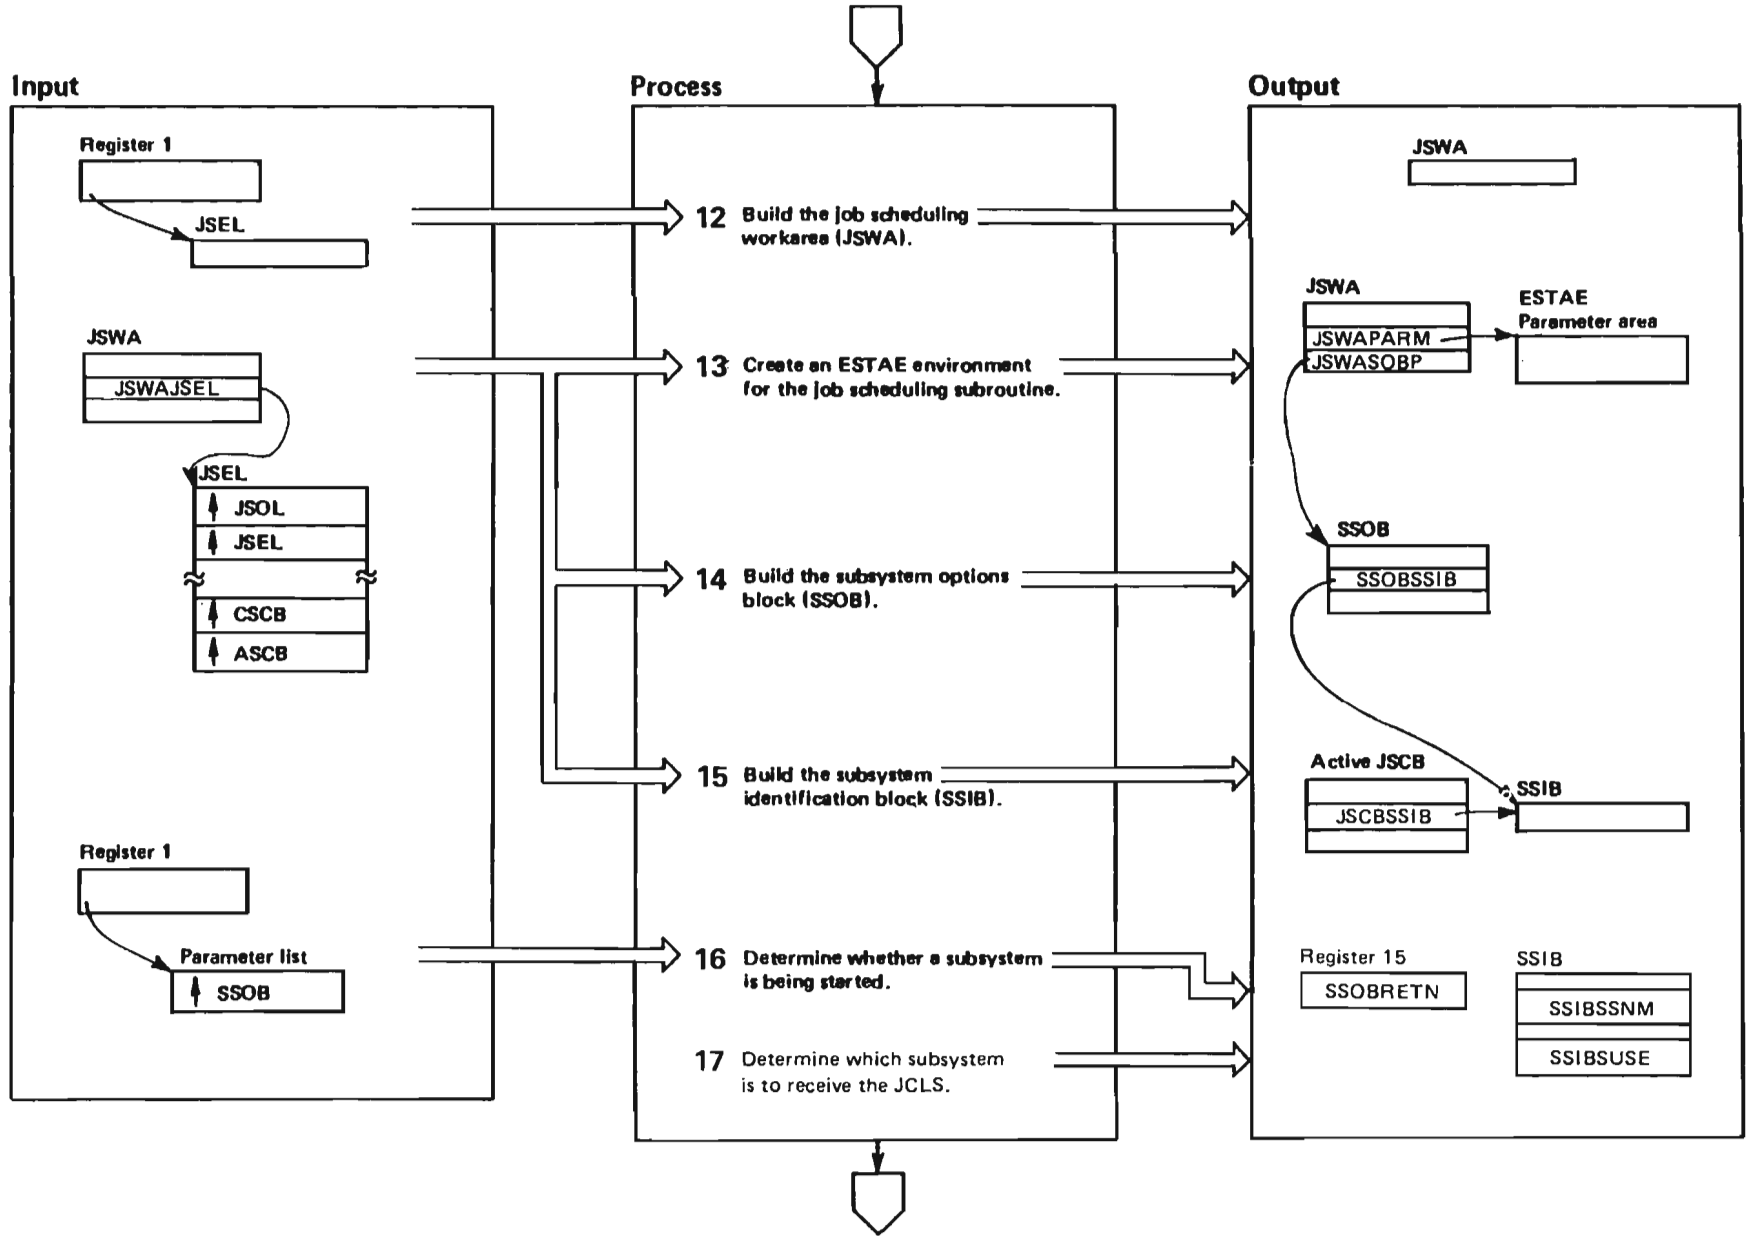 Input
Process
Output
Register 1
JSEL
JSWA
JSWAJSEL
JSEL
JSOL
JSEL
CSCB
ASCB
Register 1
Parameter list
SSOB
12 Build the job scheduling
workarea (JSWA).
13 Create an ESTAE environment
for the job scheduling subroutine.
14 Build the subsystem options
block (SSOB).
15 Build the subsystem
identification block (SSIB).
16 Determine whether a subsystem
is being started.
17 Determine which subsystem
is to receive the JCLS.
JSWA
JSWA
JSWAPARM
JSWASOBP
ESTAE
Parameter area
SSOB
SSOBSSIB
Active JSCB
JSCBSSIB
SSIB
Register 15
SSOBRETN
SSIB
SSIBSSNM
SSIBSUSE